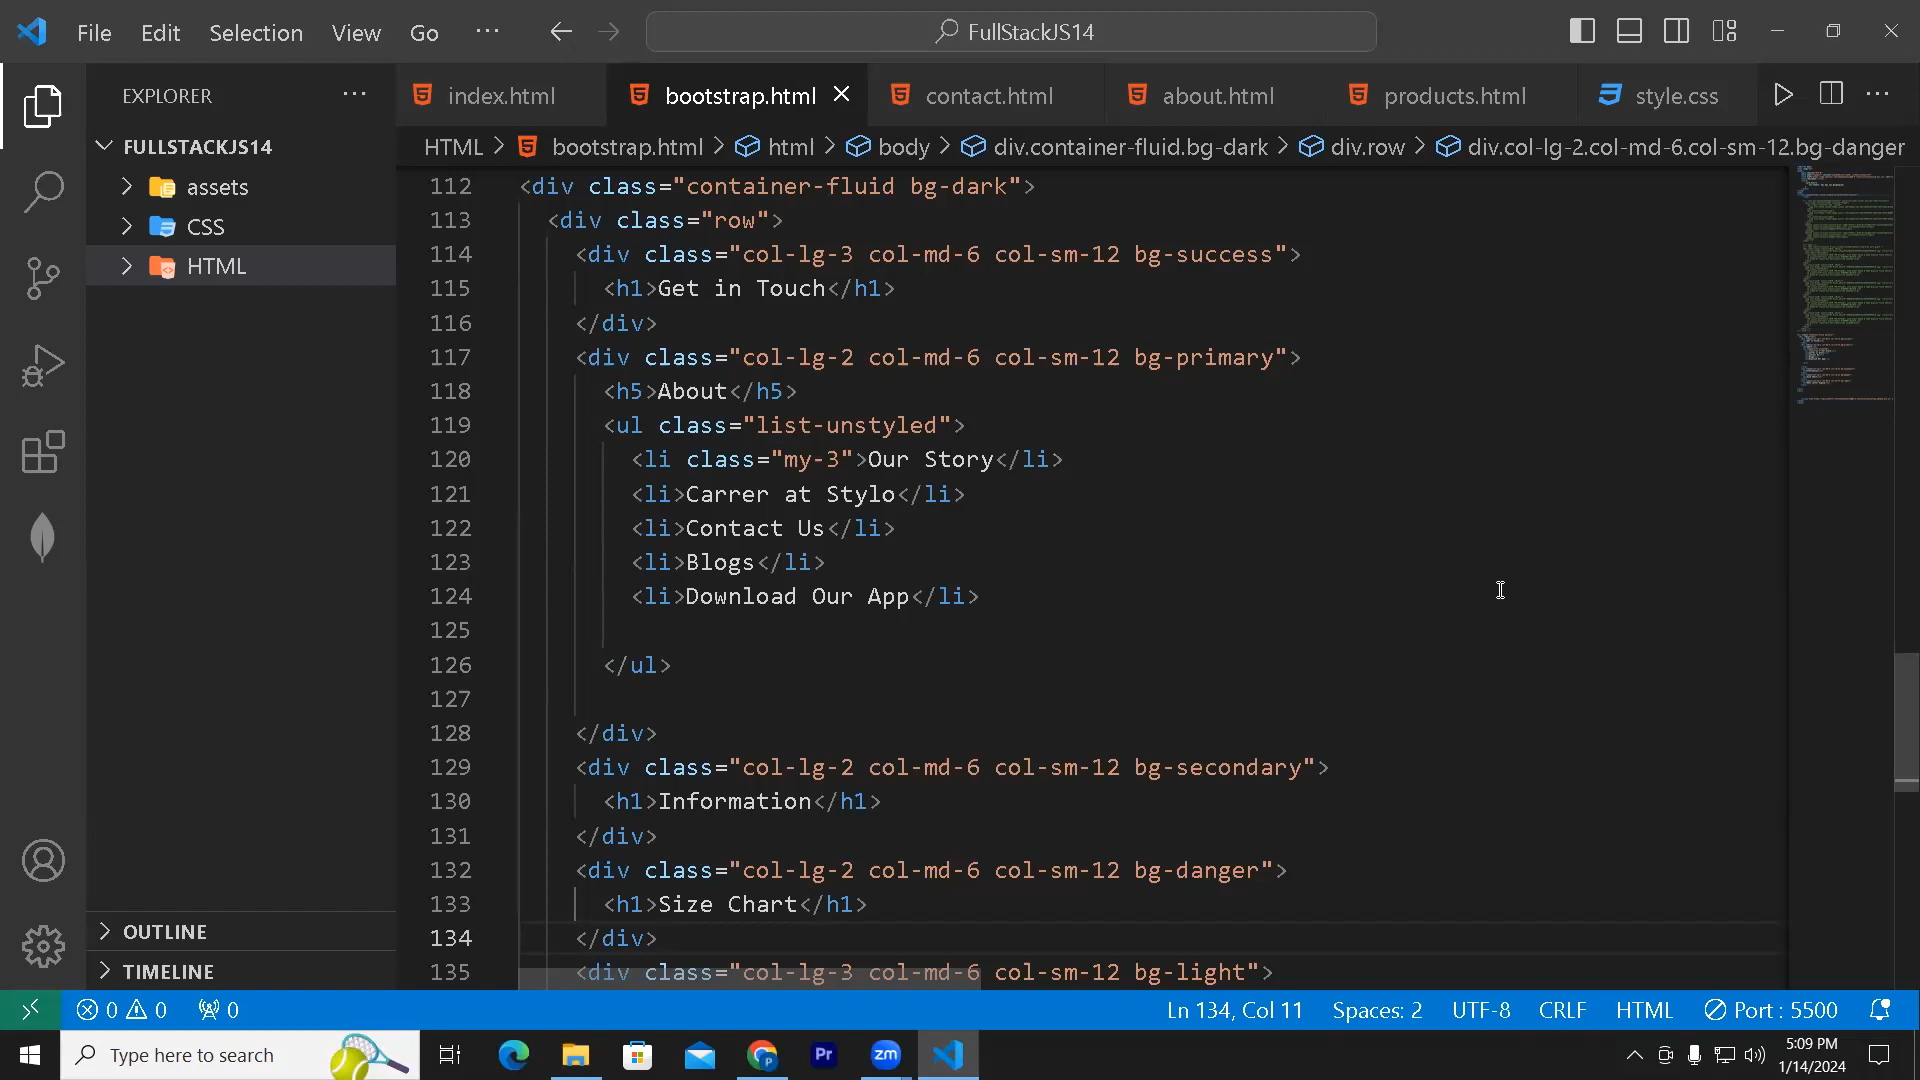 File Edit Selection View Go ··· FullStackJS14
EXPLORER ···
index.html bootstrap.html contact.html about.html products.html style.css ···
HTML > bootstrap.html > html > body > div.container-fluid.bg-dark > div.row > div.col-lg-2.col-md-6.col-sm-12.bg-danger
FULLSTACKJS14
assets
CSS
HTML
112 <div class="container-fluid bg-dark">
113 <div class="row">
114 <div class="col-lg-3 col-md-6 col-sm-12 bg-success">
115 <h1>Get in Touch</h1>
116 </div>
117 <div class="col-lg-2 col-md-6 col-sm-12 bg-primary">
118 <h5>About</h5>
119 <ul class="list-unstyled">
120 <li class="my-3">Our Story</li>
121 <li>Carrer at Stylo</li>
122 <li>Contact Us</li>
123 <li>Blogs</li>
124 <li>Download Our App</li>
125
126 </ul>
127
128 </div>
129 <div class="col-lg-2 col-md-6 col-sm-12 bg-secondary">
130 <h1>Information</h1>
131 </div>
132 <div class="col-lg-2 col-md-6 col-sm-12 bg-danger">
133 <h1>Size Chart</h1>
134 </div>
135 <div class="col-lg-3 col-md-6 col-sm-12 bg-light">
OUTLINE
TIMELINE
0 0 0 Ln 134, Col 11 Spaces: 2 UTF-8 CRLF HTML Port : 5500
Type here to search Pr zm
5:09 PM
1/14/2024